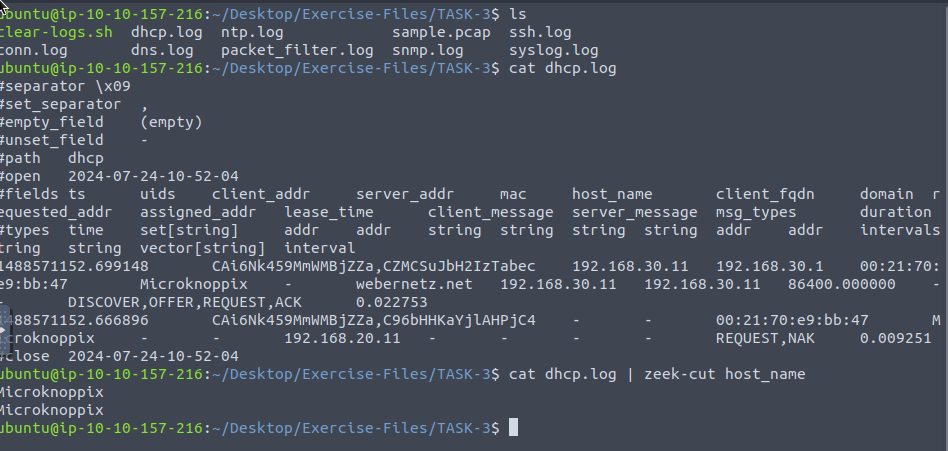 ubuntu@ip-10-10-157-216:~/Desktop/Exercise-Files/TASK-3$ ls
clear-logs.sh  dhcp.log  ntp.log            sample.pcap  ssh.log
conn.log       dns.log   packet_filter.log  snmp.log     syslog.log
ubuntu@ip-10-10-157-216:~/Desktop/Exercise-Files/TASK-3$ cat dhcp.log
#separator \x09
#set_separator  ,
#empty_field    (empty)
#unset_field    -
#path   dhcp
#open   2024-07-24-10-52-04
#fields ts      uids    client_addr     server_addr     mac     host_name       client_fqdn     domain  r
equested_addr   assigned_addr   lease_time      client_message  server_message  msg_types       duration
#types  time    set[string]     addr    addr    string  string  string  string  addr    addr    interval s
tring   string  vector[string]  interval
1488571152.699148       CAi6Nk459MmWMBjZZa,CZMCSuJbH2IzTabec    192.168.30.11   192.168.30.1    00:21:70:
e9:bb:47        Microknoppix    -       webernetz.net   192.168.30.11   192.168.30.11   86400.000000    -
-       DISCOVER,OFFER,REQUEST,ACK      0.022753
1488571152.666896       CAi6Nk459MmWMBjZZa,C96bHHKaYjlAHPjC4    -       -       00:21:70:e9:bb:47       M
icroknoppix     -       -       192.168.20.11   -       -       -       -       REQUEST,NAK     0.009251
#close  2024-07-24-10-52-04
ubuntu@ip-10-10-157-216:~/Desktop/Exercise-Files/TASK-3$ cat dhcp.log | zeek-cut host_name
Microknoppix
Microknoppix
ubuntu@ip-10-10-157-216:~/Desktop/Exercise-Files/TASK-3$